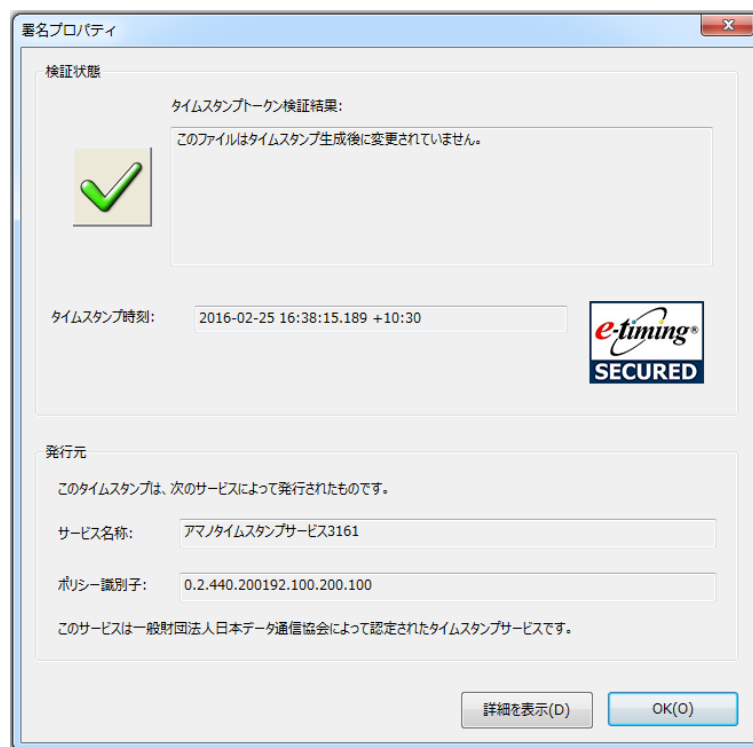 署名プロパティ
検証状態
タイムスタンプトークン検証結果:
このファイルはタイムスタンプ生成後に変更されていません。
タイムスタンプ時刻:
2016-02-25 16:38:15.189 +10:30
e-timing®
SECURED
発行元
このタイムスタンプは、次のサービスによって発行されたものです。
サービス名称:
アマノタイムスタンプサービス3161
ポリシー識別子:
0.2.440.200192.100.200.100
このサービスは一般財団法人日本データ通信協会によって認定されたタイムスタンプサービスです。
詳細を表示(D)
OK(O)